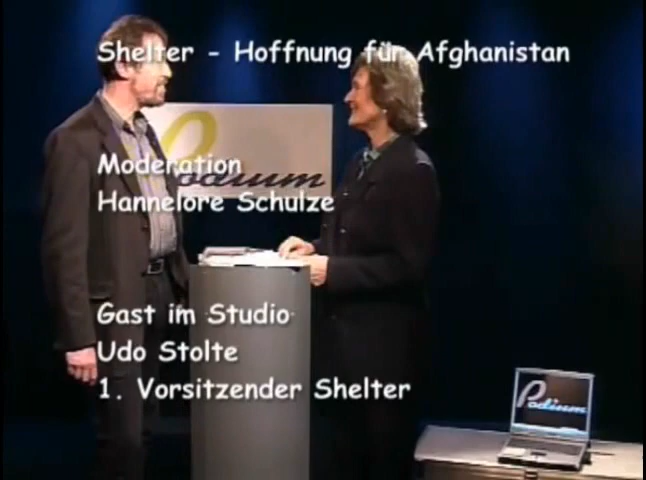 Shelter - Hoffnung für Afghanistan
Podium
Moderation
Hannelore Schulze
Gast im Studio
Udo Stolte
1. Vorsitzender Shelter
Podium